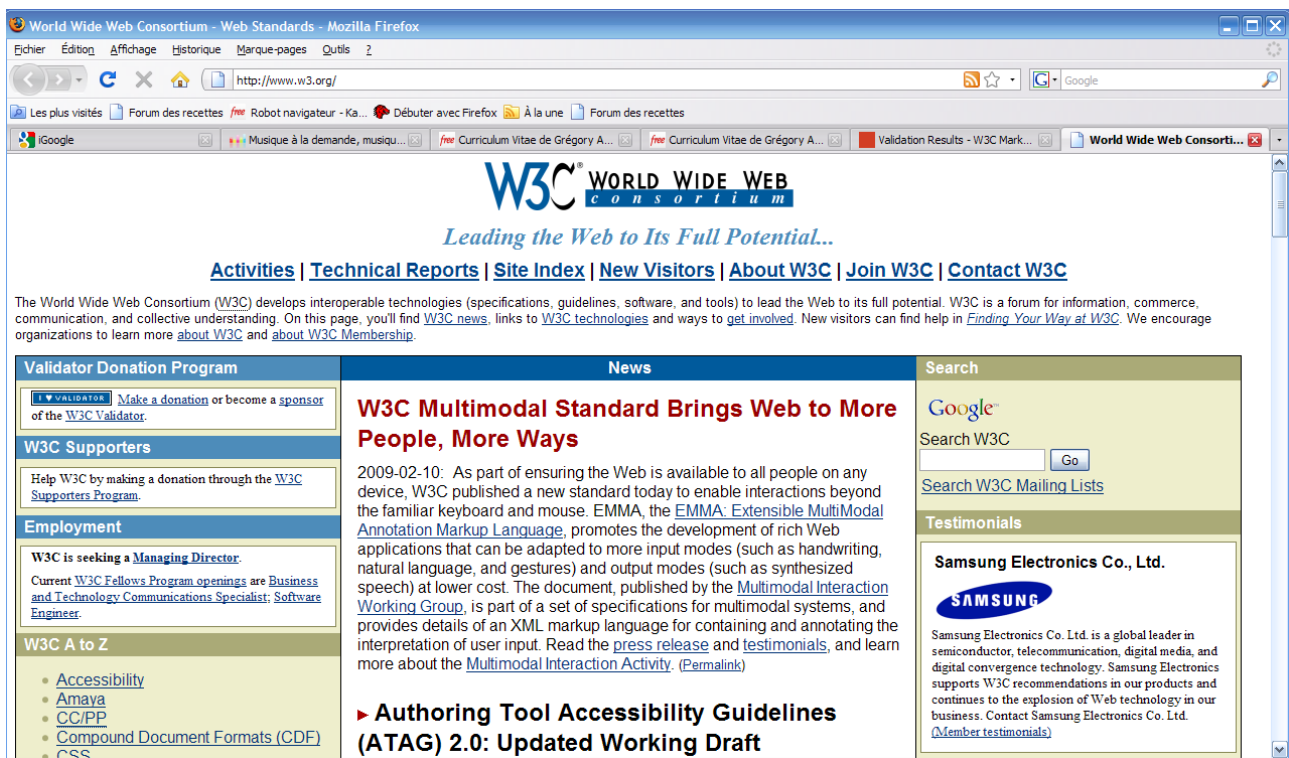 World Wide Web Consortium - Web Standards - Mozilla Firefox
Fichier Édition Affichage Historique Marque-pages Outils ?
http://www.w3.org/
G Google
Les plus visités Forum des recettes free Robot navigateur - Ka... Débuter avec Firefox À la une Forum des recettes
iGoogle Musique à la demande, musiqu... free Curriculum Vitae de Grégory A... free Curriculum Vitae de Grégory A... Validation Results - W3C Mark... World Wide Web Consorti...
W3C® WORLD WIDE WEB
consortium
Leading the Web to Its Full Potential...
Activities | Technical Reports | Site Index | New Visitors | About W3C | Join W3C | Contact W3C
The World Wide Web Consortium (W3C) develops interoperable technologies (specifications, guidelines, software, and tools) to lead the Web to its full potential. W3C is a forum for information, commerce,
communication, and collective understanding. On this page, you'll find W3C news, links to W3C technologies and ways to get involved. New visitors can find help in Finding Your Way at W3C. We encourage
organizations to learn more about W3C and about W3C Membership.
Validator Donation Program
I ♥ VALIDATOR Make a donation or become a sponsor
of the W3C Validator.
W3C Supporters
Help W3C by making a donation through the W3C
Supporters Program.
Employment
W3C is seeking a Managing Director.
Current W3C Fellows Program openings are Business
and Technology Communications Specialist; Software
Engineer.
W3C A to Z
Accessibility
Amaya
CC/PP
Compound Document Formats (CDF)
CSS
News
W3C Multimodal Standard Brings Web to More
People, More Ways
2009-02-10: As part of ensuring the Web is available to all people on any
device, W3C published a new standard today to enable interactions beyond
the familiar keyboard and mouse. EMMA, the EMMA: Extensible MultiModal
Annotation Markup Language, promotes the development of rich Web
applications that can be adapted to more input modes (such as handwriting,
natural language, and gestures) and output modes (such as synthesized
speech) at lower cost. The document, published by the Multimodal Interaction
Working Group, is part of a set of specifications for multimodal systems, and
provides details of an XML markup language for containing and annotating the
interpretation of user input. Read the press release and testimonials, and learn
more about the Multimodal Interaction Activity. (Permalink)
Authoring Tool Accessibility Guidelines
(ATAG) 2.0: Updated Working Draft
Search
Google™
Search W3C
Go
Search W3C Mailing Lists
Testimonials
Samsung Electronics Co., Ltd.
SAMSUNG
Samsung Electronics Co. Ltd. is a global leader in
semiconductor, telecommunication, digital media, and
digital convergence technology. Samsung Electronics
supports W3C recommendations in our products and
continues to the explosion of Web technology in our
business. Contact Samsung Electronics Co. Ltd.
(Member testimonials)